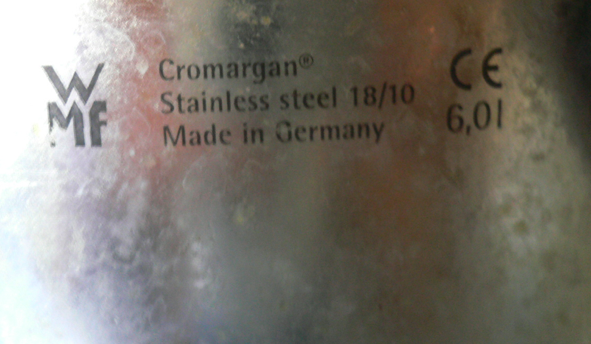 WMF
Cromargan®
Stainless steel 18/10
Made in Germany
CE
6,0l